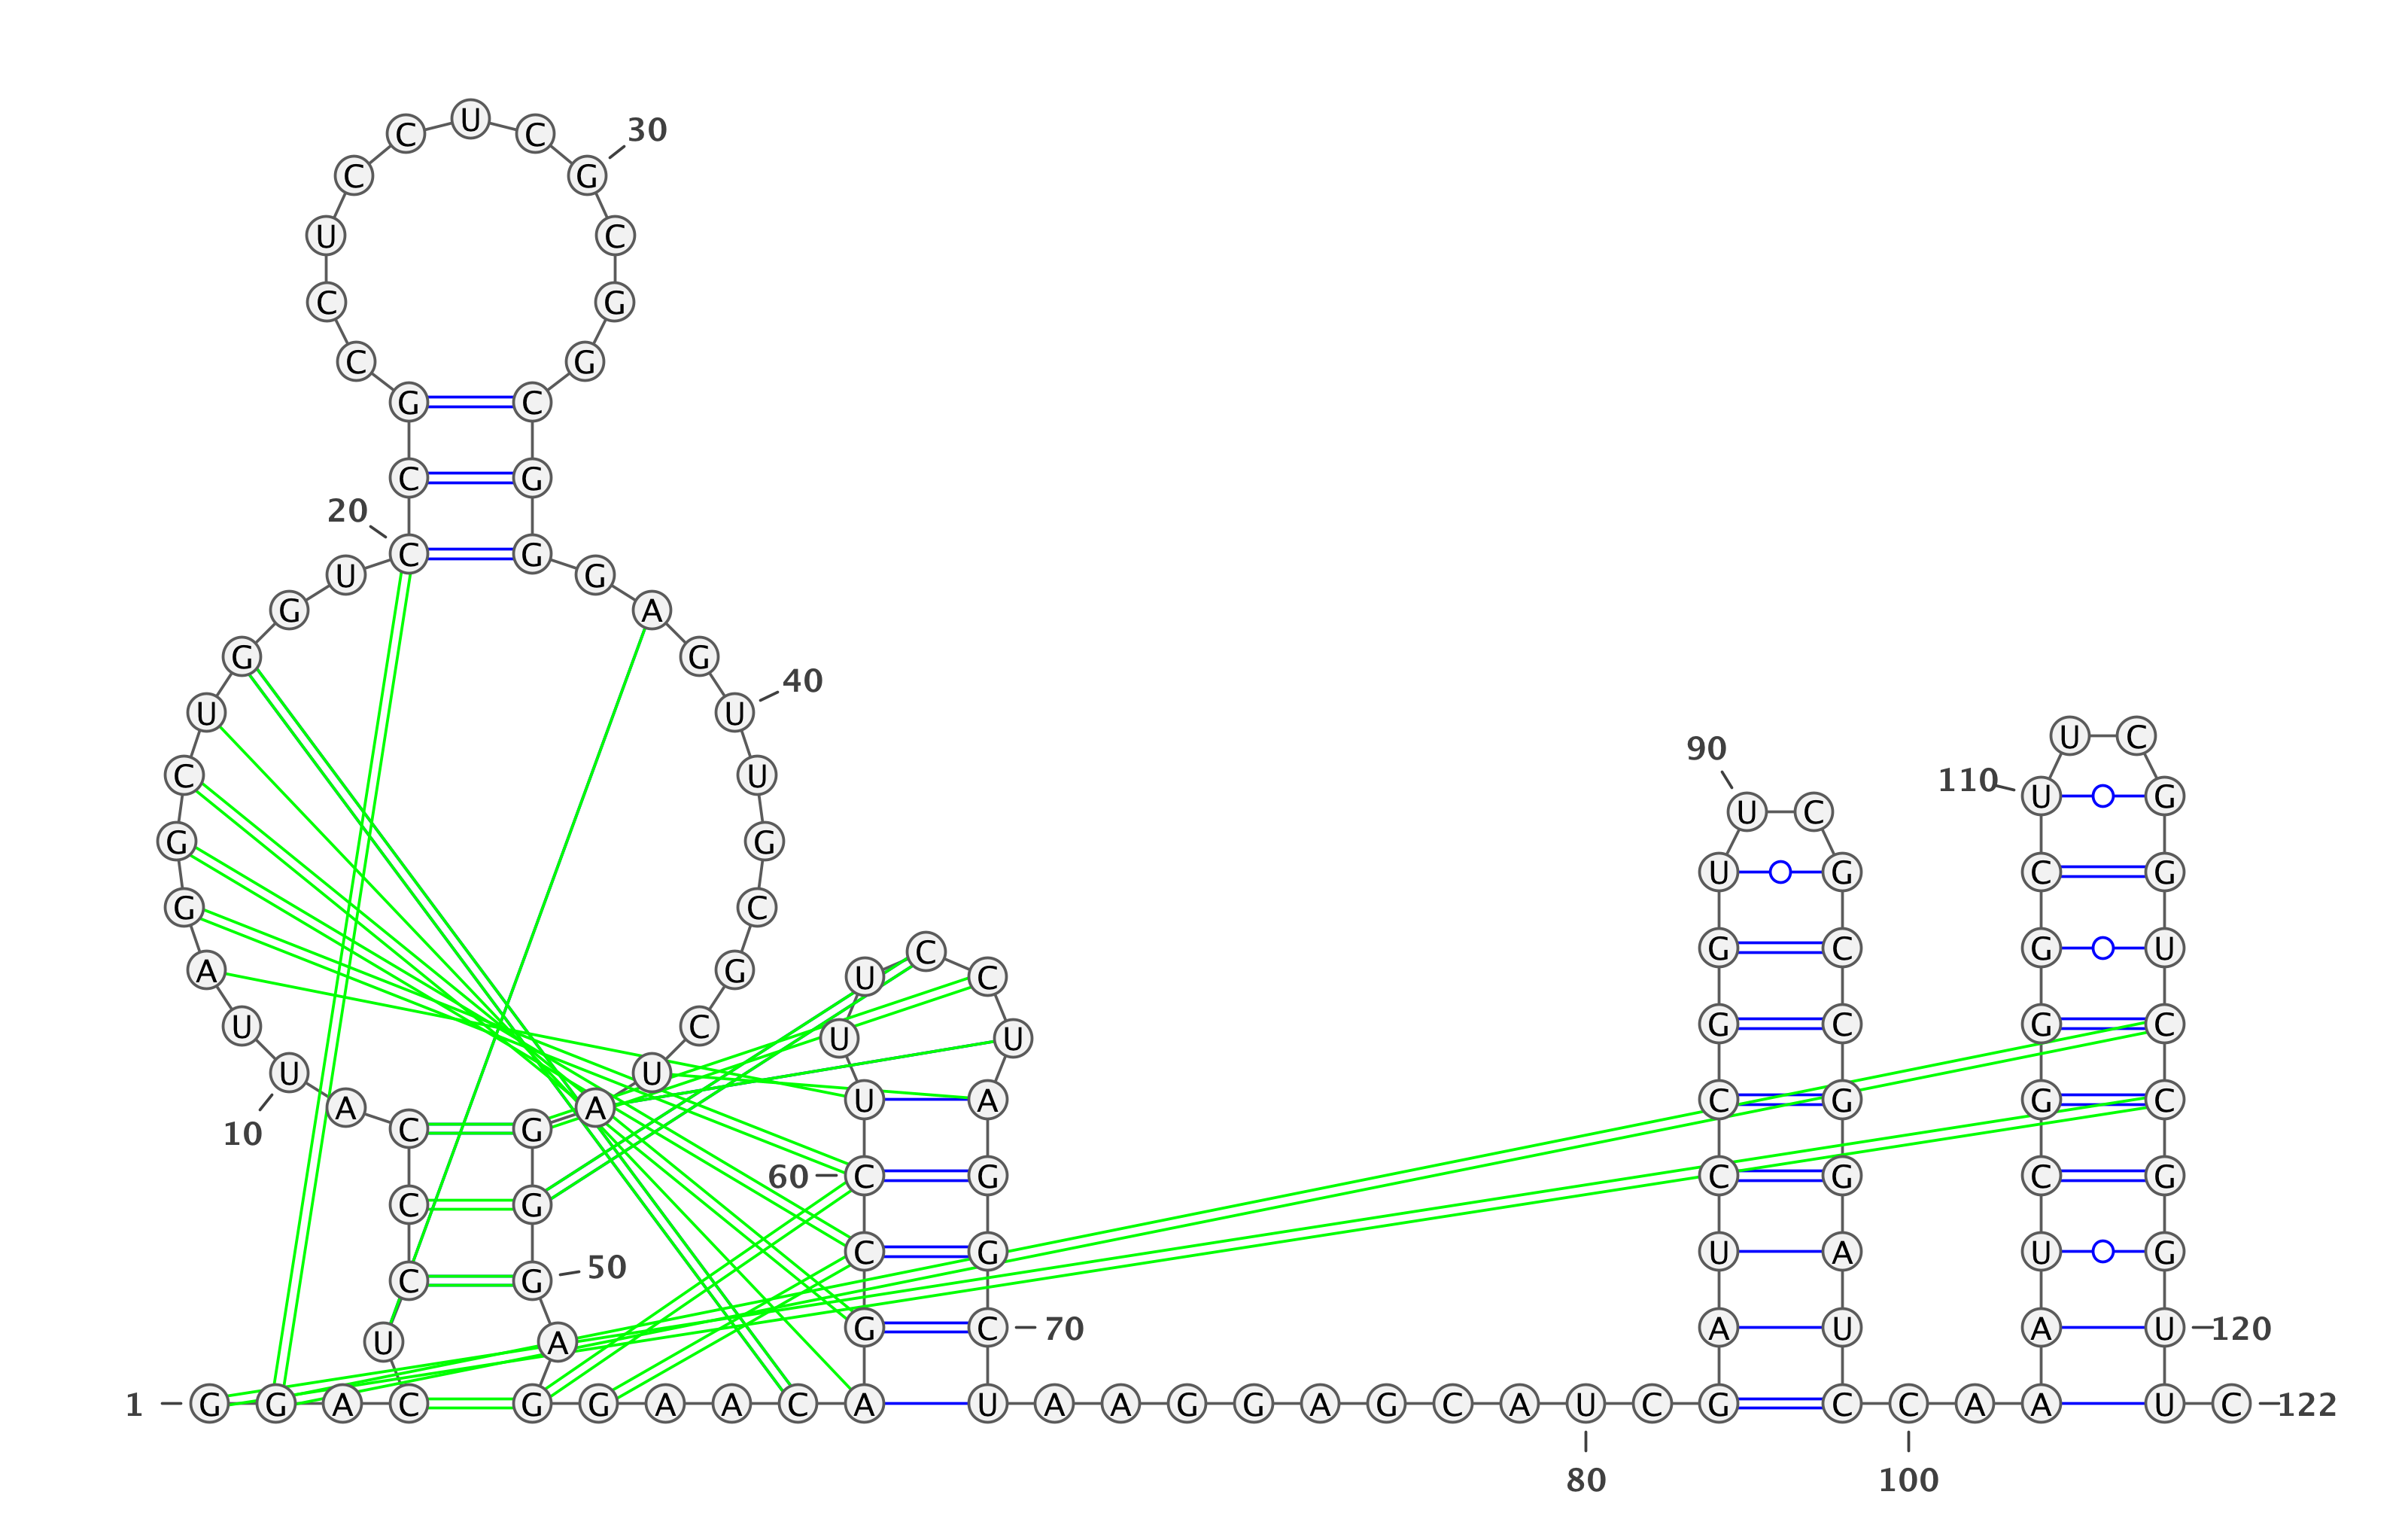 U
C C 30
C G
U C
C G
C G
G C
C G
20
C G
U G
G A
G G
40
U U
U C
90
C U 110 U G
U C
G G
U G C G
G C
C G C G U
A U C G
U C G C G C
U U
U U
A A U A C G G C
10 C G
60 C G C G C G
C G
C G U A U G
50
C G
G C 70 A U A U 120
U A
1 G G A C G G A A C A U A A G G A G C A U C G C C A A U C 122
80 100